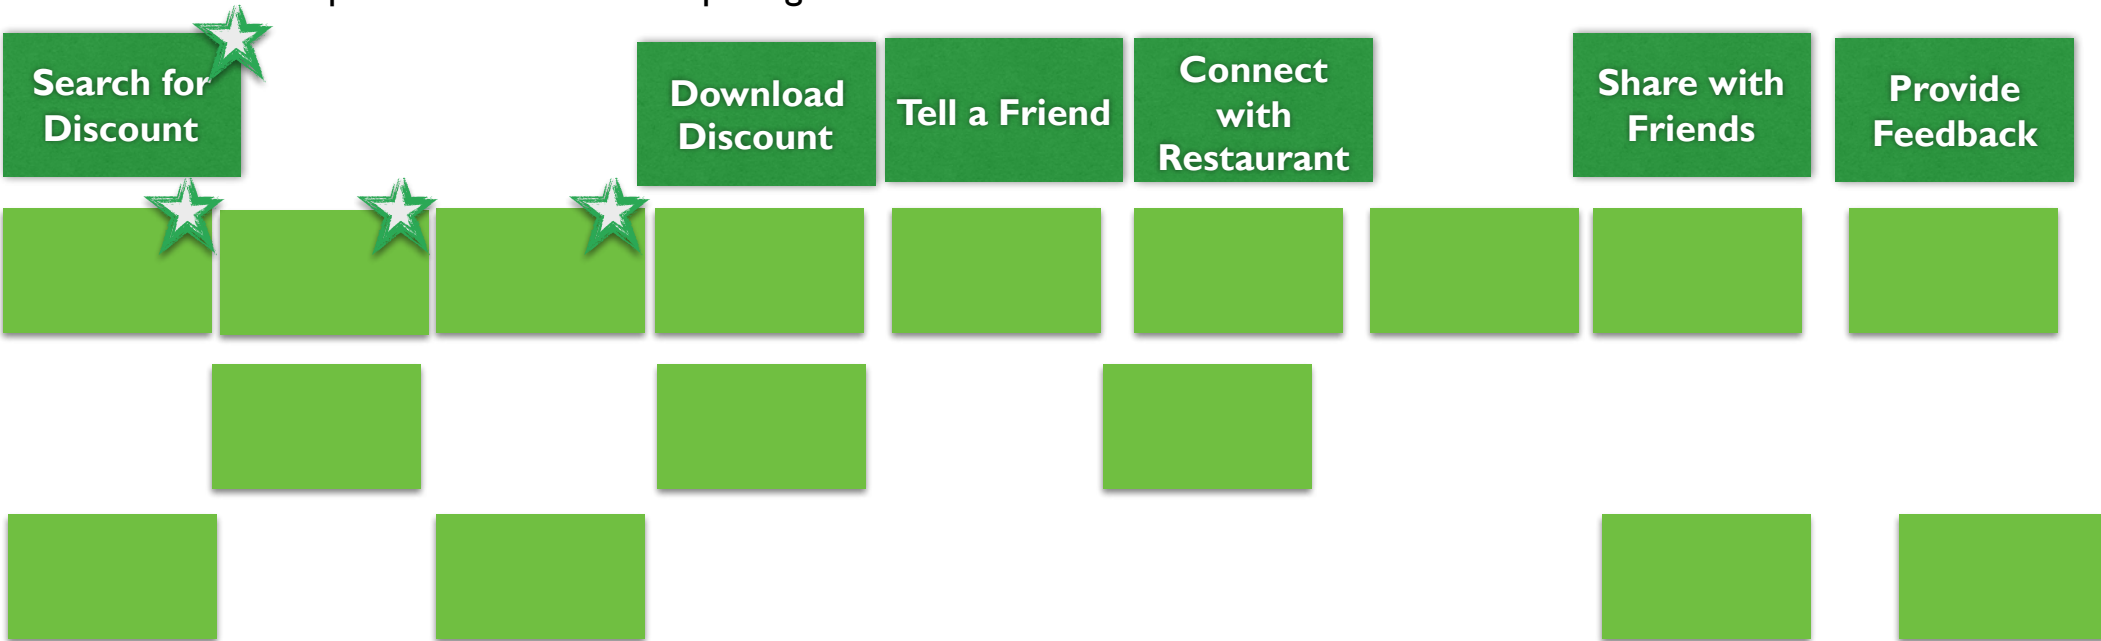 Search for
Discount
Download
Discount
Tell a Friend
Connect
with
Restaurant
Share with
Friends
Provide
Feedback